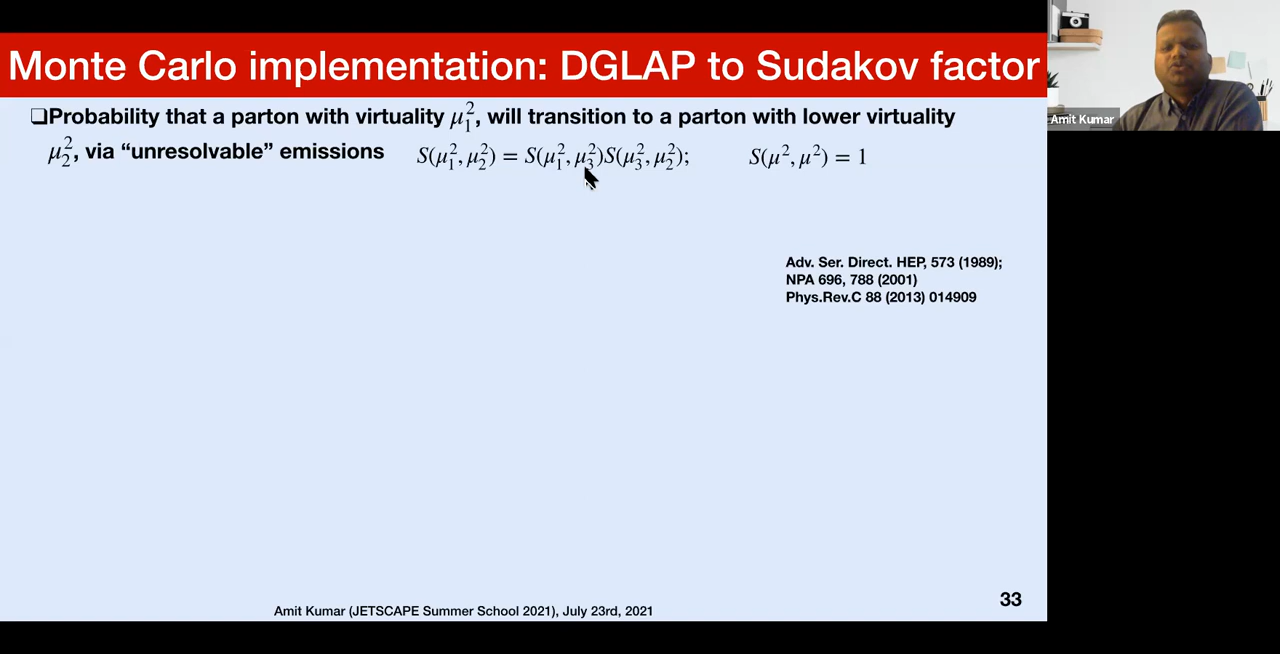 Monte Carlo implementation: DGLAP to Sudakov factor
❑Probability that a parton with virtuality μ₁², will transition to a parton with lower virtuality
μ₂², via “unresolvable” emissions S(μ₁², μ₂²) = S(μ₁², μ₃²)S(μ₃², μ₂²); S(μ², μ²) = 1
Adv. Ser. Direct. HEP, 573 (1989);
NPA 696, 788 (2001)
Phys.Rev.C 88 (2013) 014909
Amit Kumar (JETSCAPE Summer School 2021), July 23rd, 2021
33
Amit Kumar